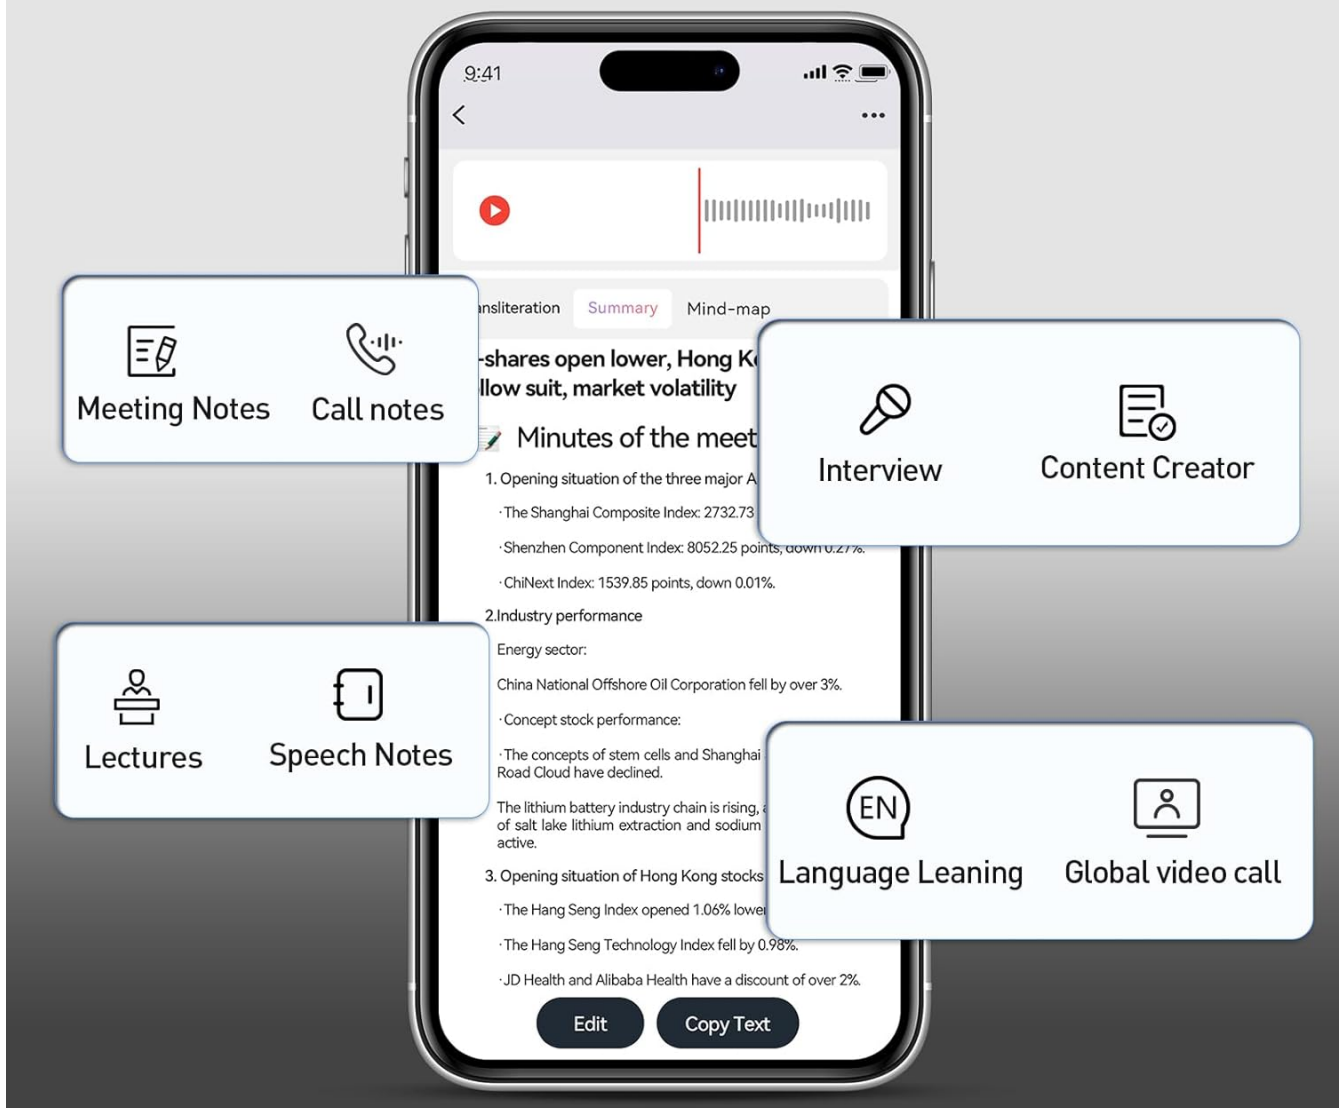 9:41
ansliteration Summary Mind-map
-shares open lower, Hong K
llow suit, market volatility
Minutes of the meet
1. Opening situation of the three major A
·The Shanghai Composite Index: 2732.73
·Shenzhen Component Index: 8052.25 points, down 0.27%.
·ChiNext Index: 1539.85 points, down 0.01%.
2.Industry performance
Energy sector:
China National Offshore Oil Corporation fell by over 3%.
·Concept stock performance:
·The concepts of stem cells and Shanghai
Road Cloud have declined.
The lithium battery industry chain is rising,
of salt lake lithium extraction and sodium
active.
3. Opening situation of Hong Kong stocks
·The Hang Seng Index opened 1.06% lower
·The Hang Seng Technology Index fell by 0.98%.
·JD Health and Alibaba Health have a discount of over 2%.
Edit Copy Text
Meeting Notes Call notes
Interview Content Creator
Lectures Speech Notes
EN
Language Leaning Global video call